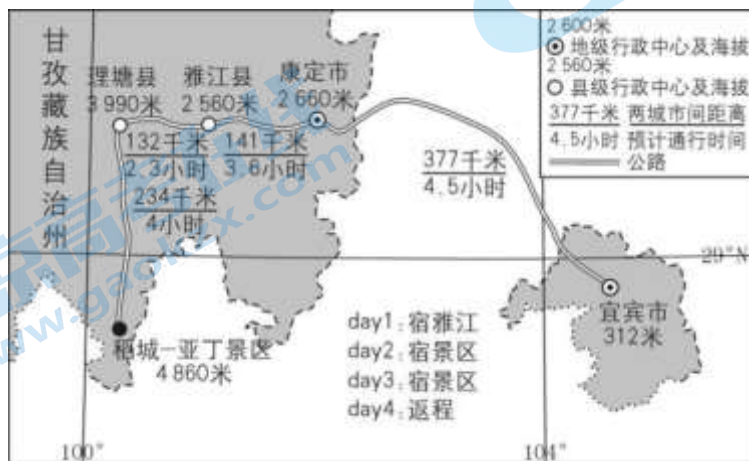 甘孜藏族自治州
理塘县
3 990米
雅江县
2 560米
康定市
2 660米
132千米
2.3小时
141千米
3.6小时
234千米
4小时
377千米
4.5小时
2 600米
地级行政中心及海拔
2 560米
县级行政中心及海拔
377千米 两城市间距离
4.5小时 预计通行时间
公路
29°N
宜宾市
312米
稻城-亚丁景区
4 860米
day1:宿雅江
day2:宿景区
day3:宿景区
day4:返程
100°
104°
www.gaokzx.com